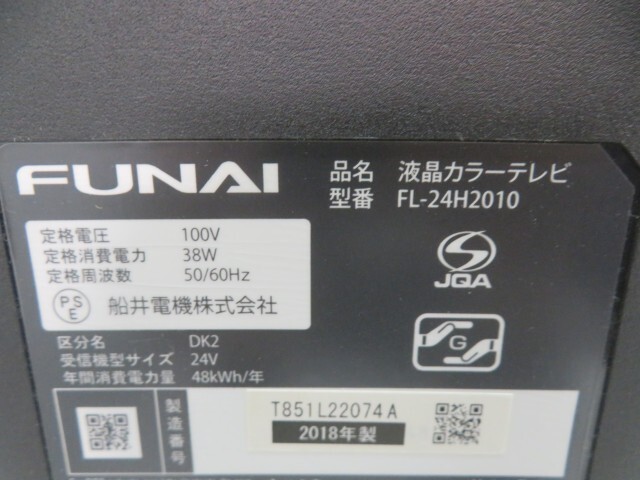 FUNAI
品名 液晶カラーテレビ
型番 FL-24H2010
定格電圧 100V
定格消費電力 38W
定格周波数 50/60Hz
PSE 船井電機株式会社
JQA
G
区分名 DK2
受信機型サイズ 24V
年間消費電力量 48kWh/年
製造番号
T851L22074A
2018年製